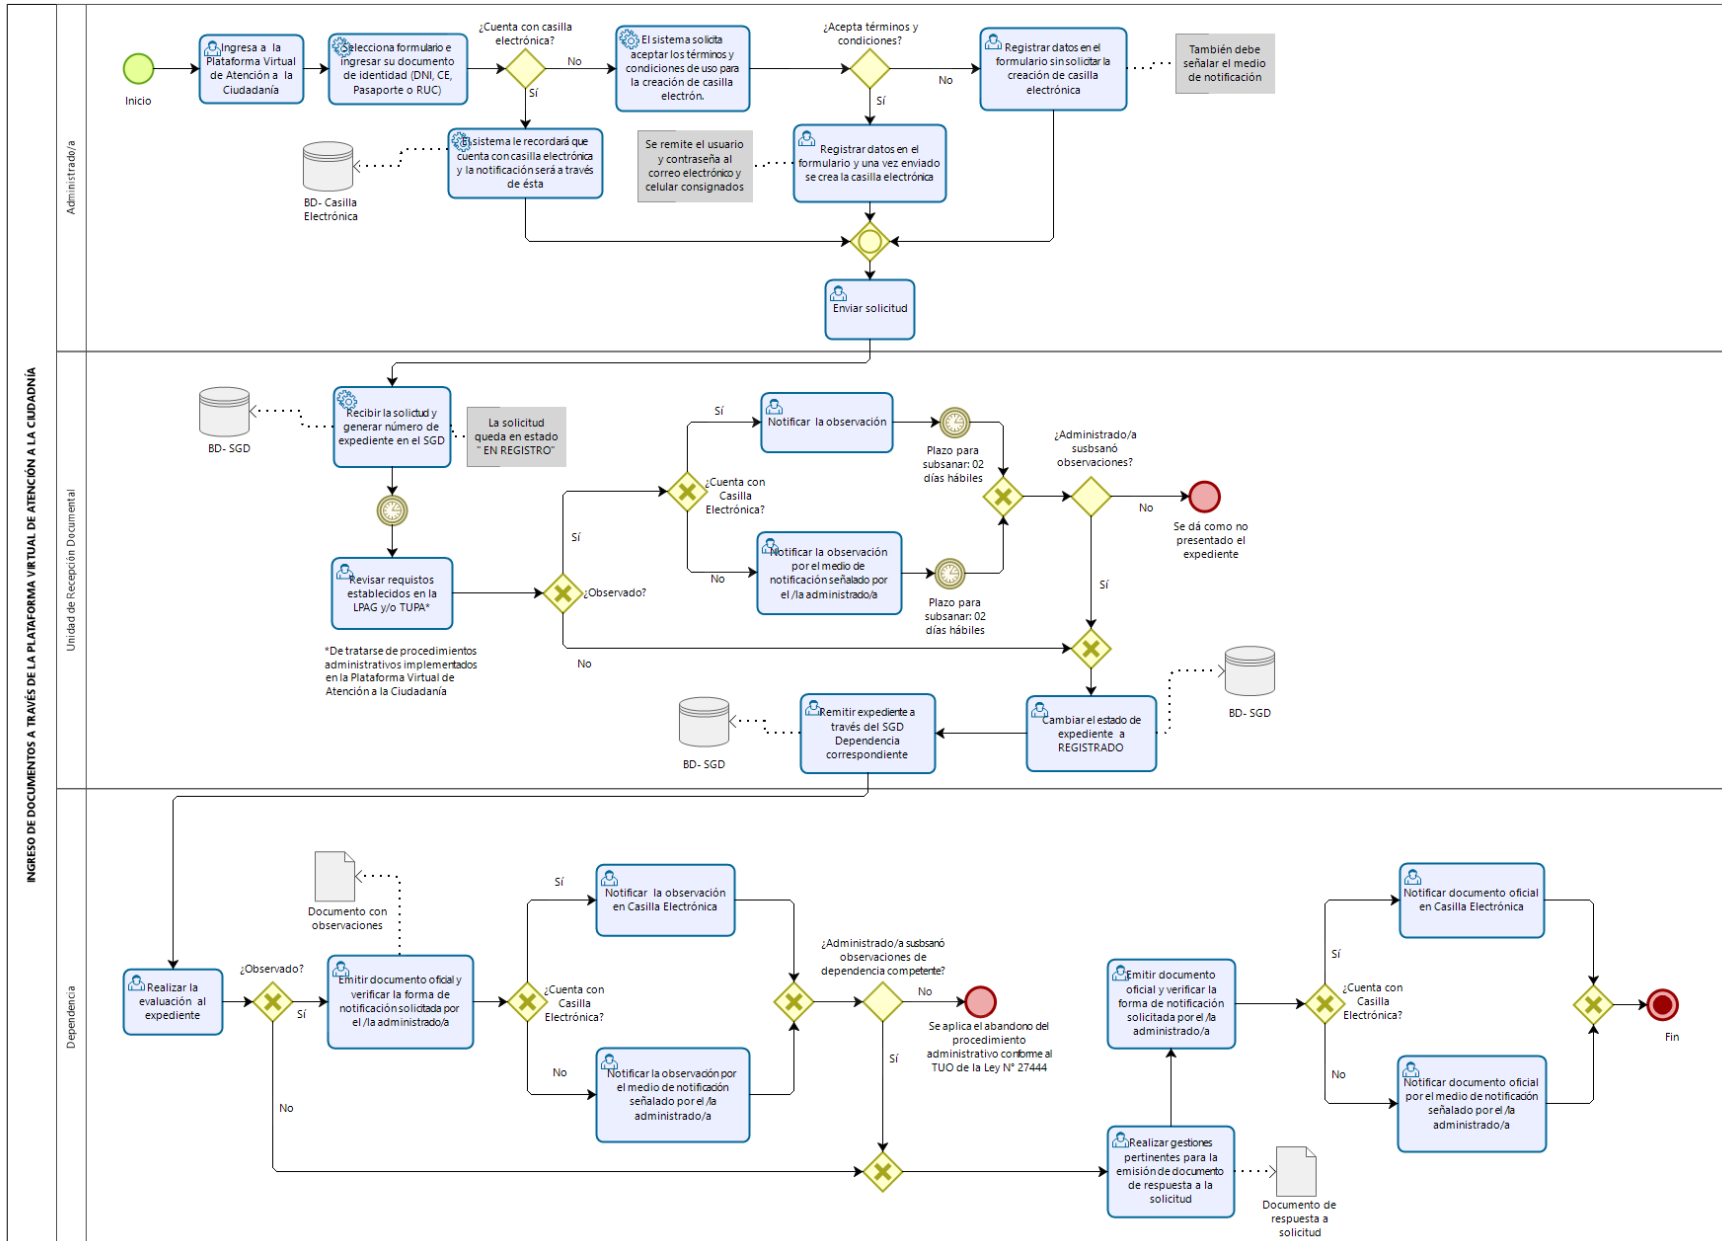 INGRESO DE DOCUMENTOS A TRAVÉS DE LA PLATAFORMA VIRTUAL DE ATENCIÓN A LA CIUDADNÍA
Administrado/a
Inicio
Ingresa a la
Plataforma Virtual
de Atención a la
Ciudadanía
Selecciona formulario e
ingresar su documento
de identidad (DNI, CE,
Pasaporte o RUC)
¿Cuenta con casilla
electrónica?
No
Sí
El sistema solicita
aceptar los términos y
condiciones de uso para
la creación de casilla
electrón.
¿Acepta términos y
condiciones?
No
Sí
Registrar datos en el
formulario sin solicitar la
creación de casilla
electrónica
También debe
señalar el medio
de notificación
BD- Casilla
Electrónica
El sistema le recordará que
cuenta con casilla electrónica
y la notificación será a través
de ésta
Se remite el usuario
y contraseña al
correo electrónico y
celular consignados
Registrar datos en el
formulario y una vez enviado
se crea la casilla electrónica
Enviar solicitud
Unidad de Recepción Documental
BD- SGD
Recibir la solictud y
generar número de
expediente en el SGD
La solicitud
queda en estado
" EN REGISTRO"
Revisar requistos
establecidos en la
LPAG y/o TUPA*
*De tratarse de procedimientos
administrativos implementados
en la Plataforma Virtual de
Atención a la Ciudadanía
¿Observado?
Sí
No
¿Cuenta con
Casilla
Electrónica?
Sí
No
Notificar la observación
Notificar la observación
por el medio de
notificación señalado por
el /la administrado/a
Plazo para
subsanar: 02
días hábiles
Plazo para
subsanar: 02
días hábiles
¿Administrado/a
susbsanó
observaciones?
No
Sí
Se dá como no
presentado el
expediente
BD- SGD
Cambiar el estado de
expediente a
REGISTRADO
Remitir expediente a
través del SGD
Dependencia
correspondiente
BD- SGD
Dependencia
Realizar la
evaluación al
expediente
¿Observado?
Sí
No
Documento con
observaciones
Emitir documento oficial y
verificar la forma de
notificación solicitada por
el /la administrado/a
¿Cuenta con
Casilla
Electrónica?
Sí
No
Notificar la observación
en Casilla Electrónica
Notificar la observación por
el medio de notificación
señalado por el /la
administrado/a
¿Administrado/a susbsanó
observaciones de
dependencia competente?
No
Sí
Se aplica el abandono del
procedimiento
administrativo conforme al
TUO de la Ley N° 27444
Realizar gestiones
pertinentes para la
emisión de documento
de respuesta a la
solicitud
Documento de
respuesta a
solicitud
Emitir documento
oficial y verificar la
forma de notificación
solicitada por el /la
administrado/a
¿Cuenta con
Casilla
Electrónica?
Sí
No
Notificar documento oficial
en Casilla Electrónica
Notificar documento oficial
por el medio de notificación
señalado por el /la
administrado/a
Fin